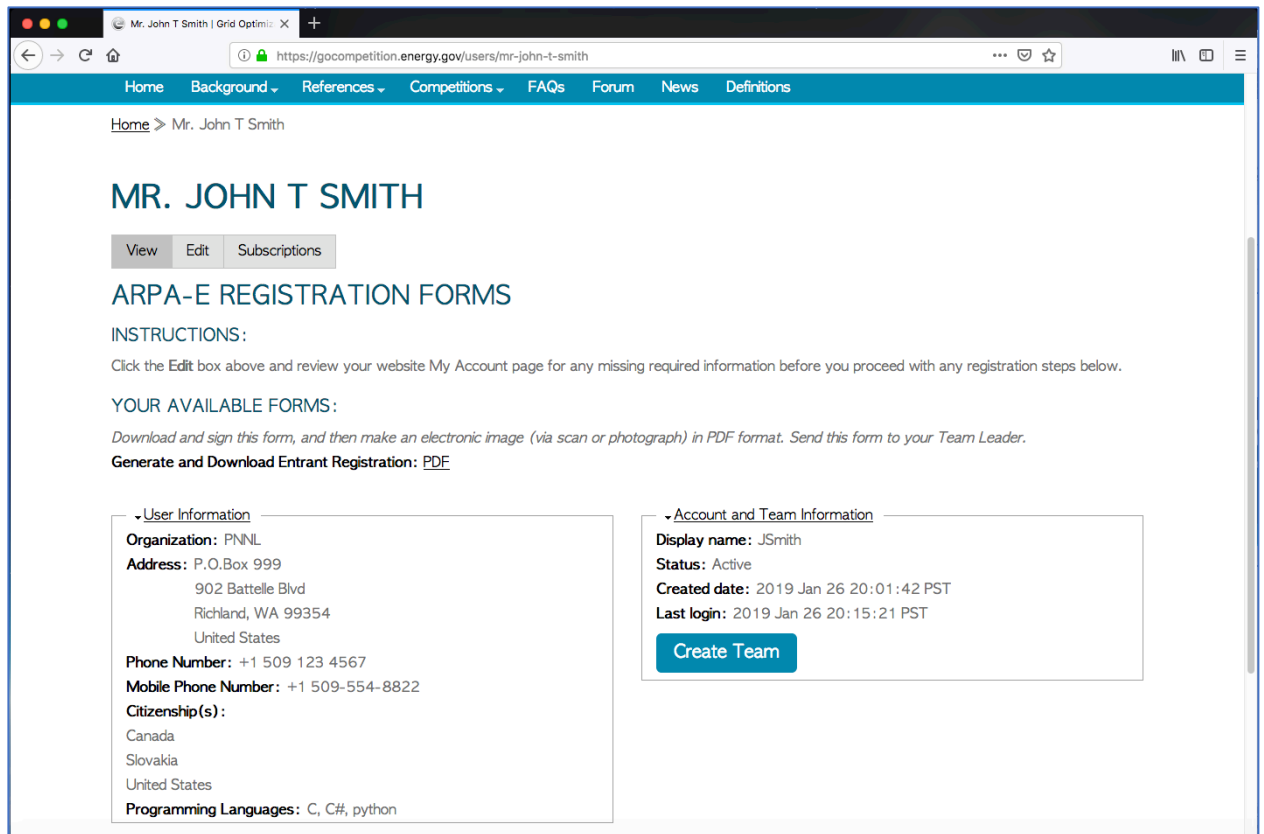 Mr. John T Smith | Grid Optimiz
https://gocompetition.energy.gov/users/mr-john-t-smith
Home Background References Competitions FAQs Forum News Definitions
Home > Mr. John T Smith
MR. JOHN T SMITH
View Edit Subscriptions
ARPA-E REGISTRATION FORMS
INSTRUCTIONS:
Click the Edit box above and review your website My Account page for any missing required information before you proceed with any registration steps below.
YOUR AVAILABLE FORMS:
Download and sign this form, and then make an electronic image (via scan or photograph) in PDF format. Send this form to your Team Leader.
Generate and Download Entrant Registration: PDF
User Information
Organization: PNNL
Address: P.O.Box 999
902 Battelle Blvd
Richland, WA 99354
United States
Phone Number: +1 509 123 4567
Mobile Phone Number: +1 509-554-8822
Citizenship(s):
Canada
Slovakia
United States
Programming Languages: C, C#, python
Account and Team Information
Display name: JSmith
Status: Active
Created date: 2019 Jan 26 20:01:42 PST
Last login: 2019 Jan 26 20:15:21 PST
Create Team